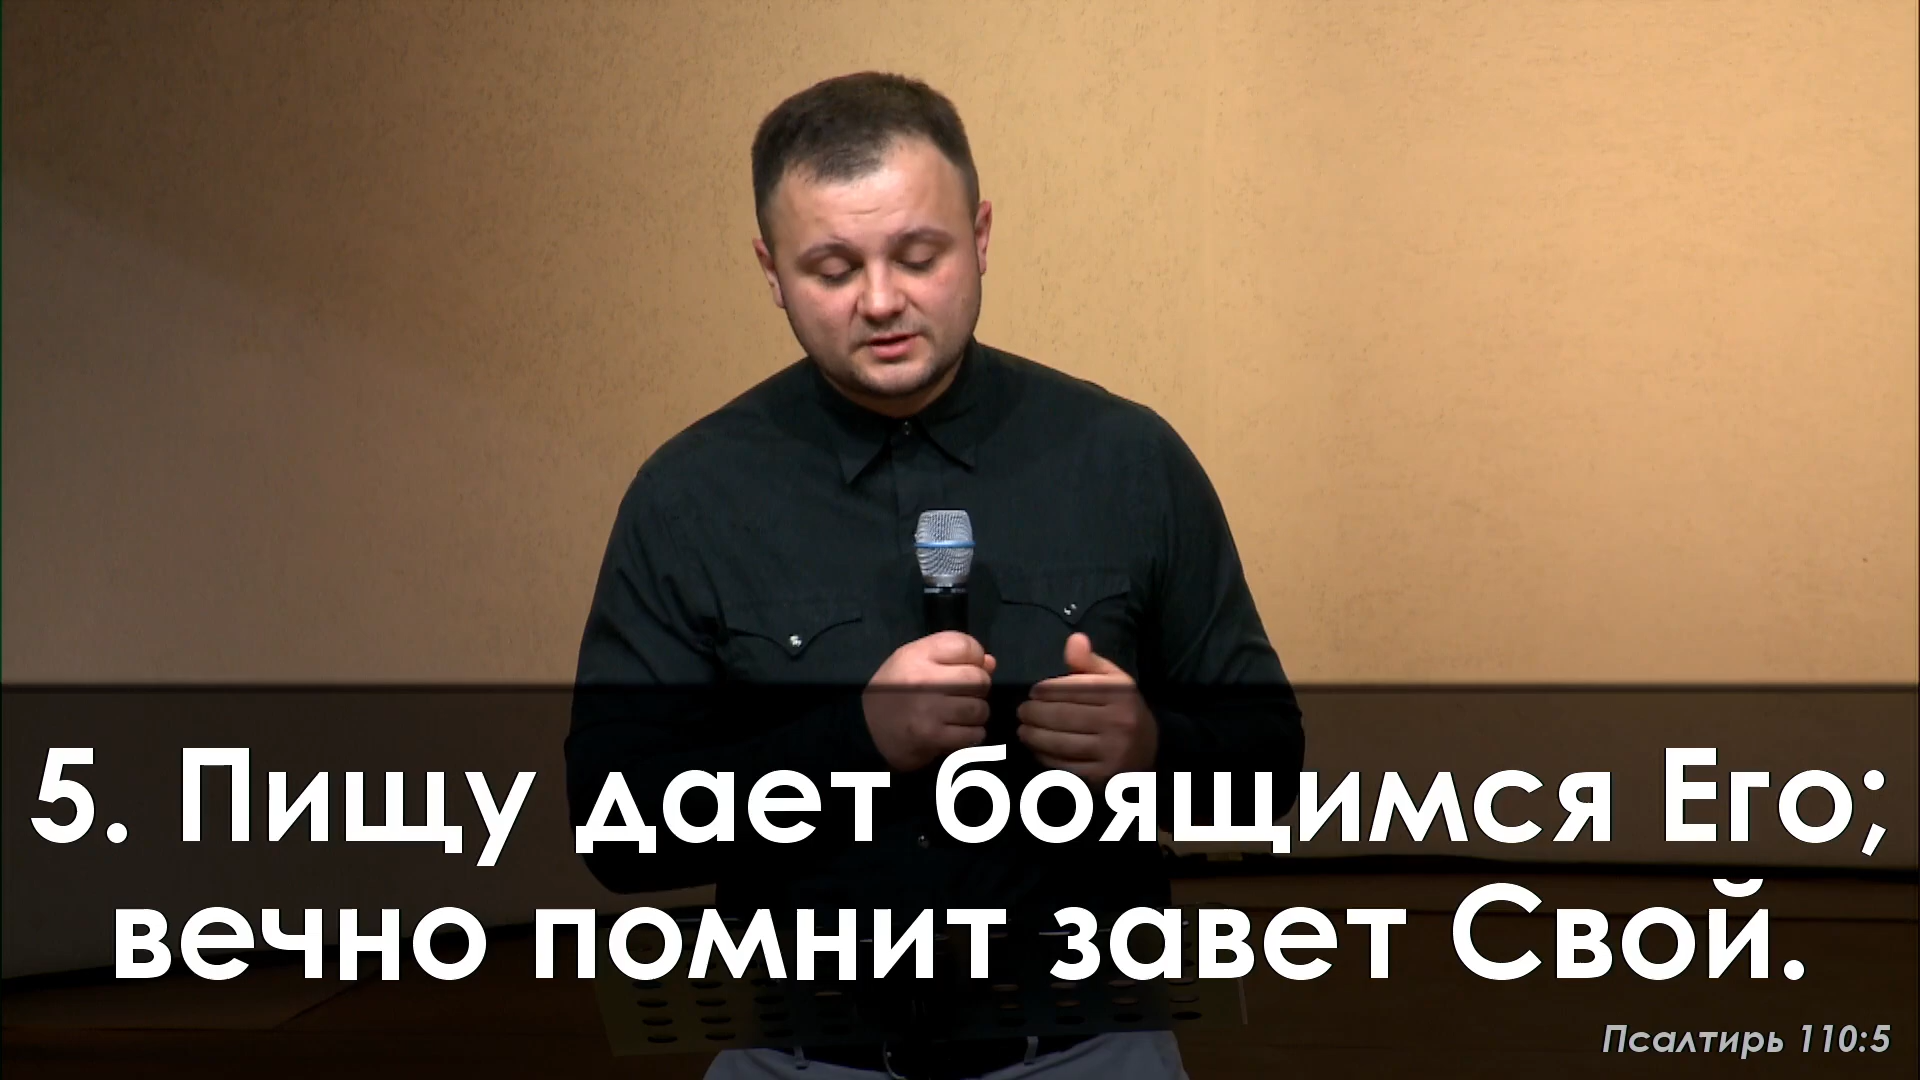 5. Пищу дает боящимся Его;
вечно помнит завет Свой.
Псалтирь 110:5